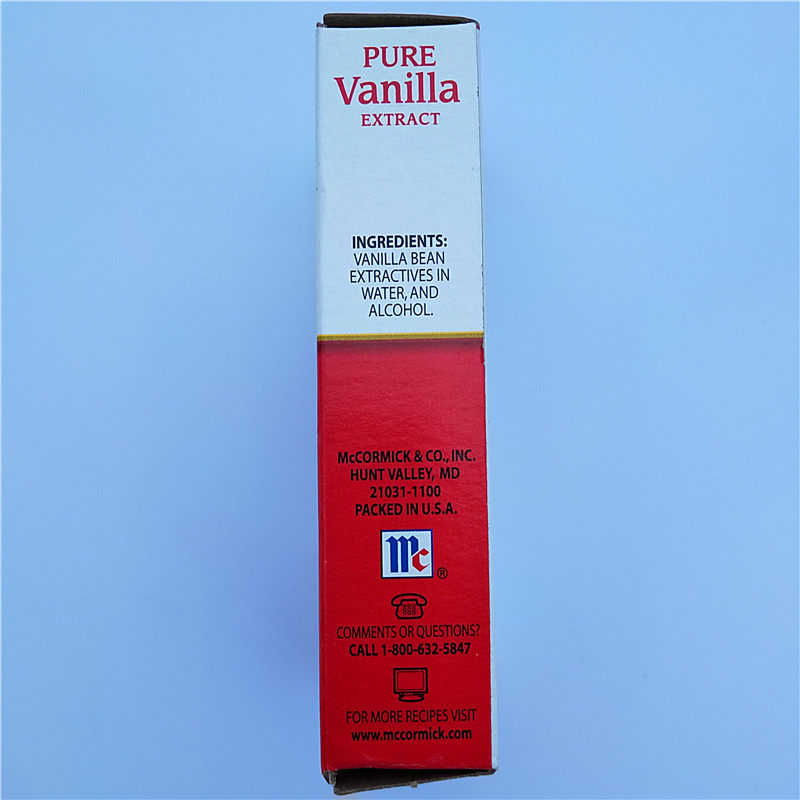 PURE
Vanilla
EXTRACT
INGREDIENTS:
VANILLA BEAN
EXTRACTIVES IN
WATER, AND
ALCOHOL.
McCORMICK & CO., INC.
HUNT VALLEY, MD
21031-1100
PACKED IN U.S.A.
Mc ®
COMMENTS OR QUESTIONS?
CALL 1-800-632-5847
FOR MORE RECIPES VISIT
www.mccormick.com